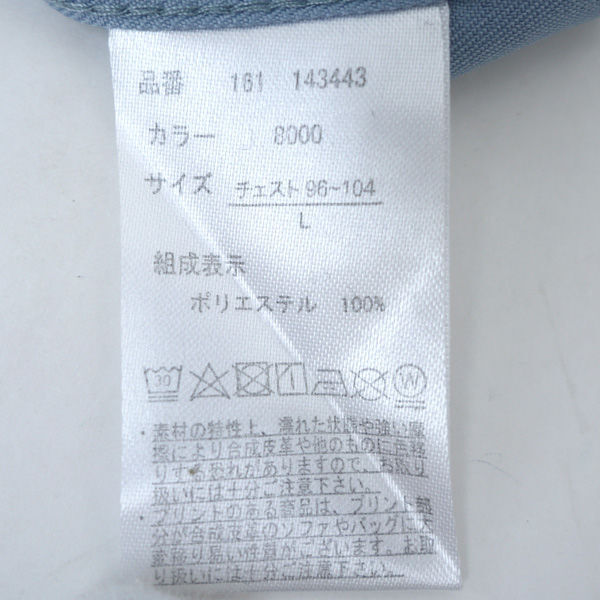 品番 161 143443
カラー 8000
サイズ チェスト96~104
L
組成表示
ポリエステル 100%
30 W
・素材の特性上、濡れた状態や強い摩
擦により合成皮革や他のものに色移
りする恐れがありますので、お取り
扱いには十分ご注意下さい。
・プリントのある商品は、プリント部
分が合成皮革のソファやバッグに大
変移り易い性質がございます。お取
り扱いには十分ご注意下さい。